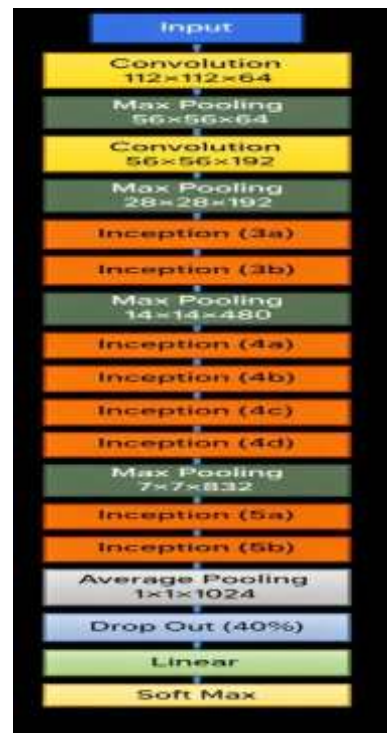 Input
Convolution
112×112×64
Max Pooling
56×56×64
Convolution
56×56×192
Max Pooling
28×28×192
Inception (3a)
Inception (3b)
Max Pooling
14×14×480
Inception (4a)
Inception (4b)
Inception (4c)
Inception (4d)
Max Pooling
7×7×832
Inception (5a)
Inception (5b)
Average Pooling
1×1×1024
Drop Out (40%)
Linear
Soft Max